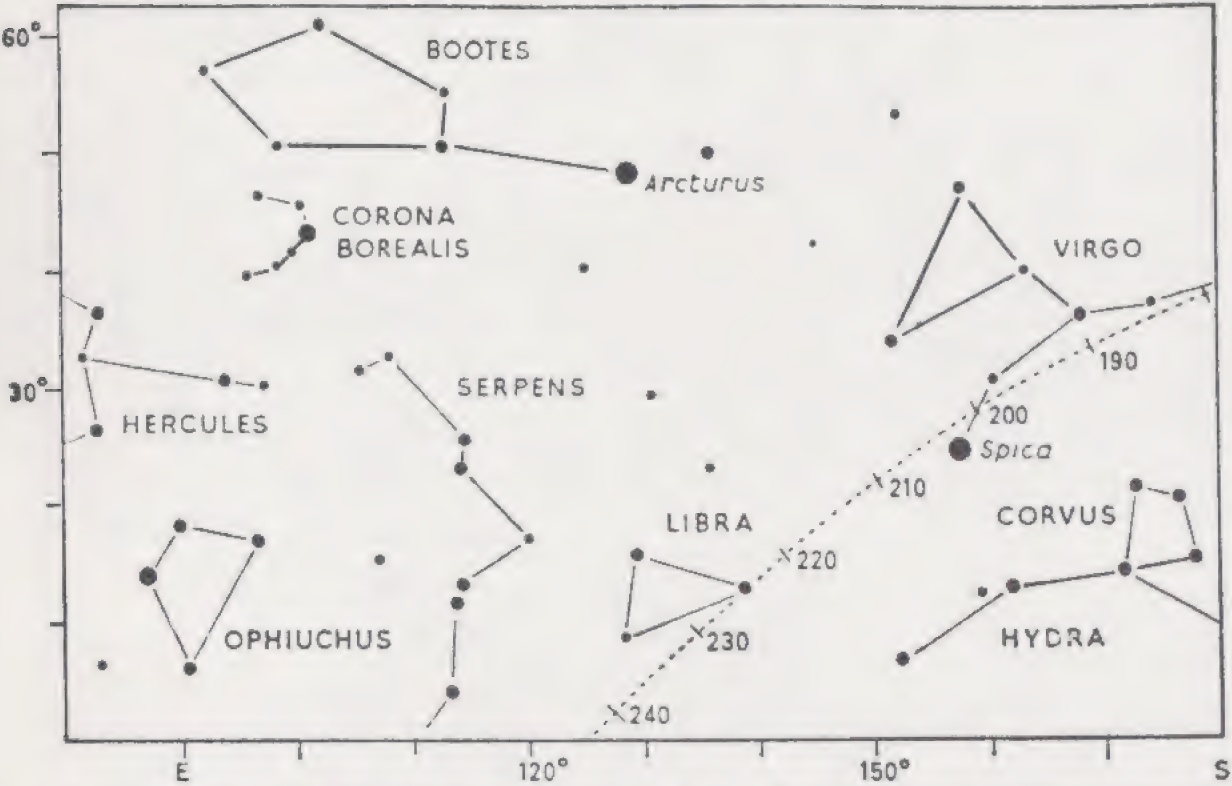 60°
BOOTES
Arcturus
CORONA
BOREALIS
VIRGO
190
30°
SERPENS
HERCULES
200
Spica
210
LIBRA
CORVUS
220
OPHIUCHUS
230
HYDRA
240
E
120°
150°
S